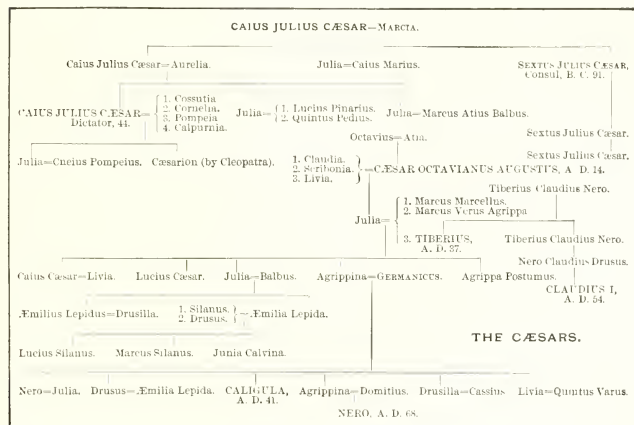 CAIUS JULIUS CÆSAR=MARCIA.
Caius Julius Cæsar=Aurelia. Julia=Caius Marius. SEXTUS JULIUS CÆSAR,
Consul, B. C. 91.
CAIUS JULIUS CÆSAR=
Dictator, 44.
1. Cossutia
2. Cornelia.
3. Pompeia
4. Calpurnia.
Julia=
1. Lucius Pinarius.
2. Quintus Pedius.
Julia=Marcus Atius Balbus.
Sextus Julius Cæsar.
Octavius=Atia.
Sextus Julius Cæsar.
Julia=Cneius Pompeius. Cæsarion (by Cleopatra).
1. Claudia.
2. Scribonia.
3. Livia.
=CÆSAR OCTAVIANUS AUGUSTUS, A D. 14.
Tiberius Claudius Nero.
Julia=
1. Marcus Marcellus.
2. Marcus Verus Agrippa
3. TIBERIUS,
A. D. 37.
Tiberius Claudius Nero.
Nero Claudius Drusus.
CLAUDIUS I,
A. D. 54.
Caius Cæsar=Livia. Lucius Cæsar. Julia=Balbus. Agrippina=GERMANICUS. Agrippa Postumus.
Æmilius Lepidus=Drusilla.
1. Silanus.
2. Drusus.
=Æmilia Lepida.
THE CÆSARS.
Lucius Silanus. Marcus Silanus. Junia Calvina.
Nero=Julia. Drusus=Æmilia Lepida. CALIGULA, Agrippina=Domitius. Drusilla=Cassius Livia=Quintus Varus.
A. D. 41.
NERO, A. D. 68.